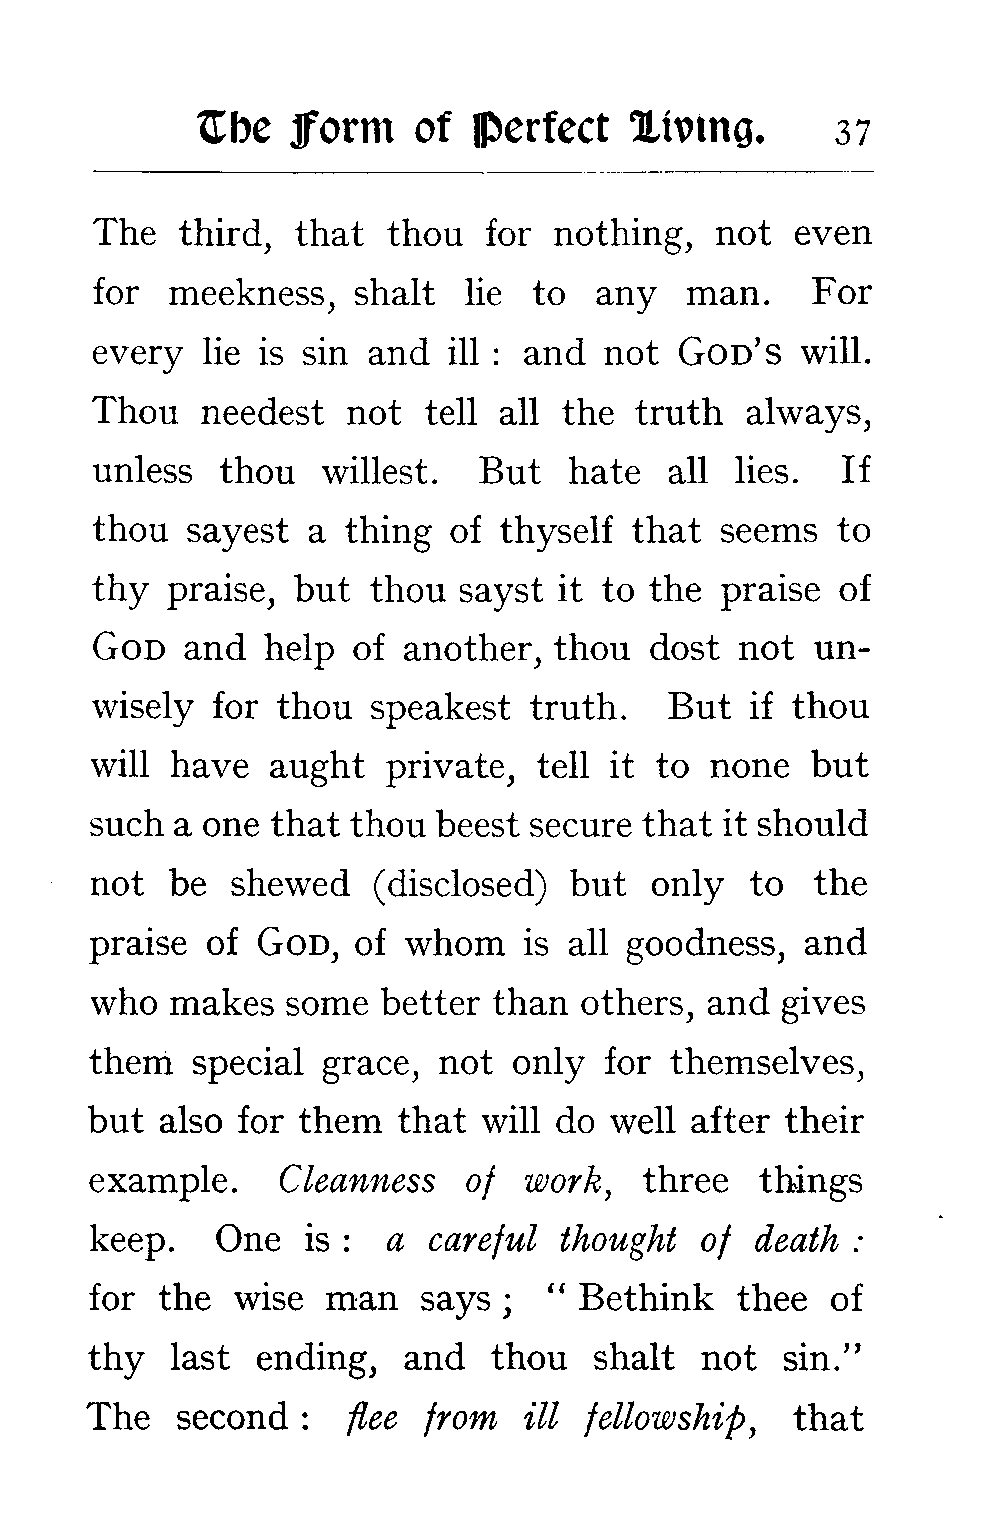 The Form of Perfect Living. 37
The third, that thou for nothing, not even
for meekness, shalt lie to any man. For
every lie is sin and ill : and not GOD'S will.
Thou needest not tell all the truth always,
unless thou willest. But hate all lies. If
thou sayest a thing of thyself that seems to
thy praise, but thou sayst it to the praise of
GOD and help of another, thou dost not un-
wisely for thou speakest truth. But if thou
will have aught private, tell it to none but
such a one that thou beest secure that it should
not be shewed (disclosed) but only to the
praise of GOD, of whom is all goodness, and
who makes some better than others, and gives
them special grace, not only for themselves,
but also for them that will do well after their
example. Cleanness of work, three things
keep. One is : a careful thought of death :
for the wise man says ; “ Bethink thee of
thy last ending, and thou shalt not sin.”
The second : flee from ill fellowship, that